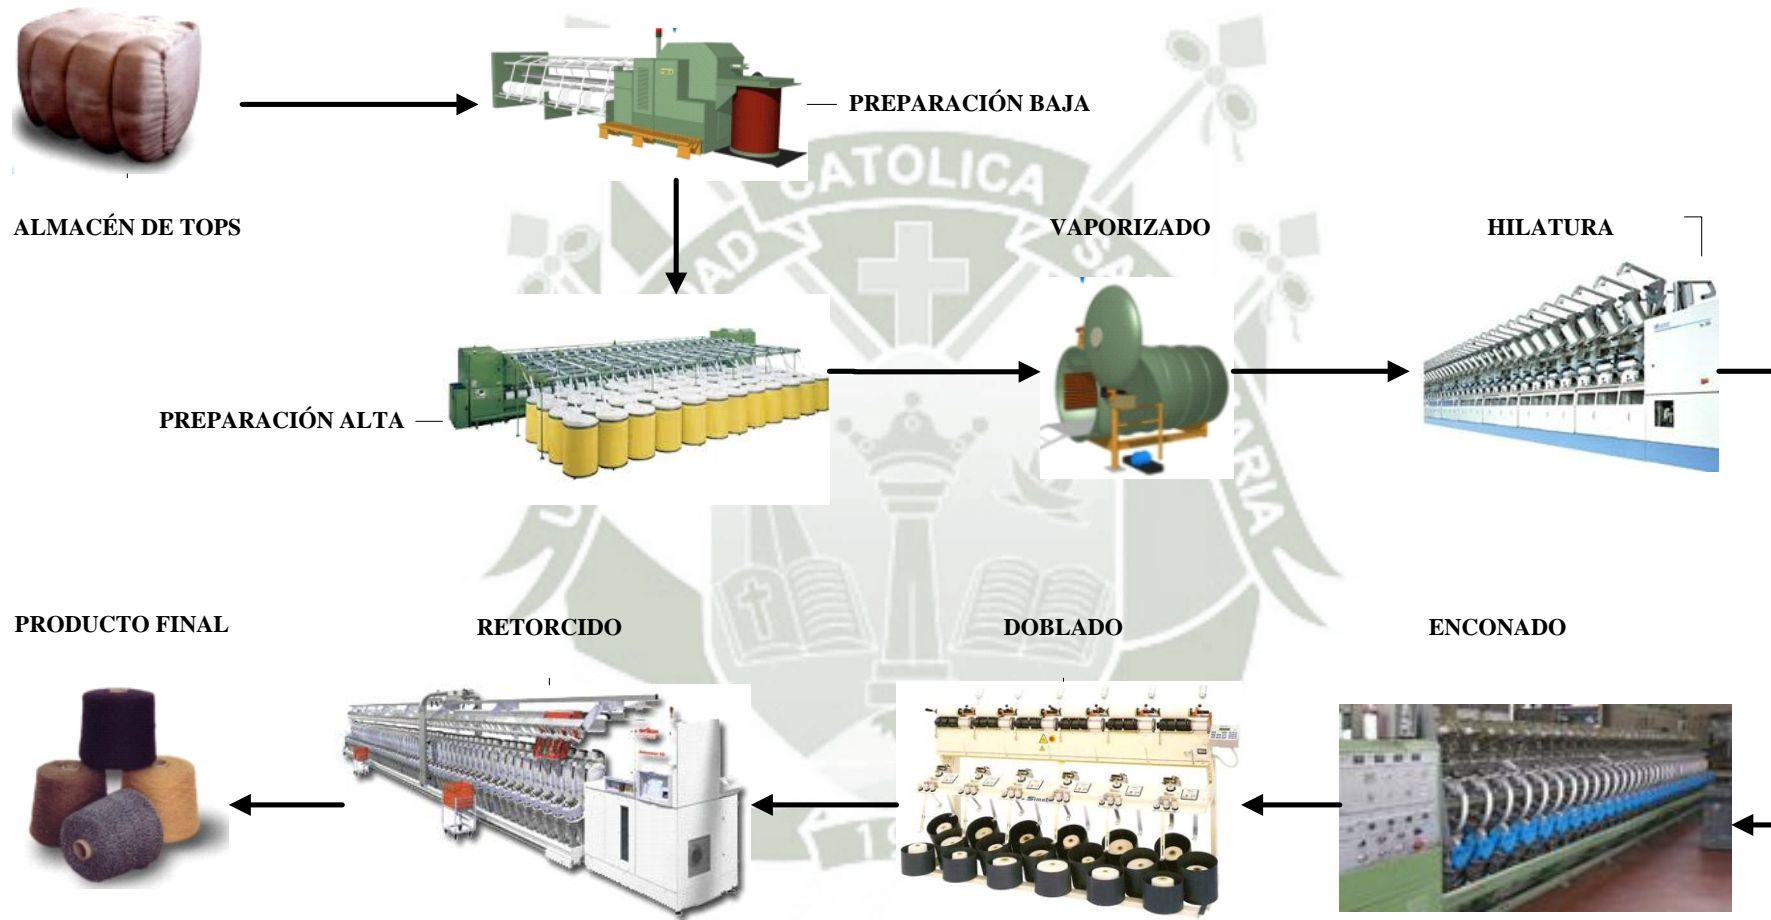 PREPARACIÓN BAJA
ALMACÉN DE TOPS
VAPORIZADO
HILATURA
PREPARACIÓN ALTA
PRODUCTO FINAL
RETORCIDO
DOBLADO
ENCONADO
CATOLICA